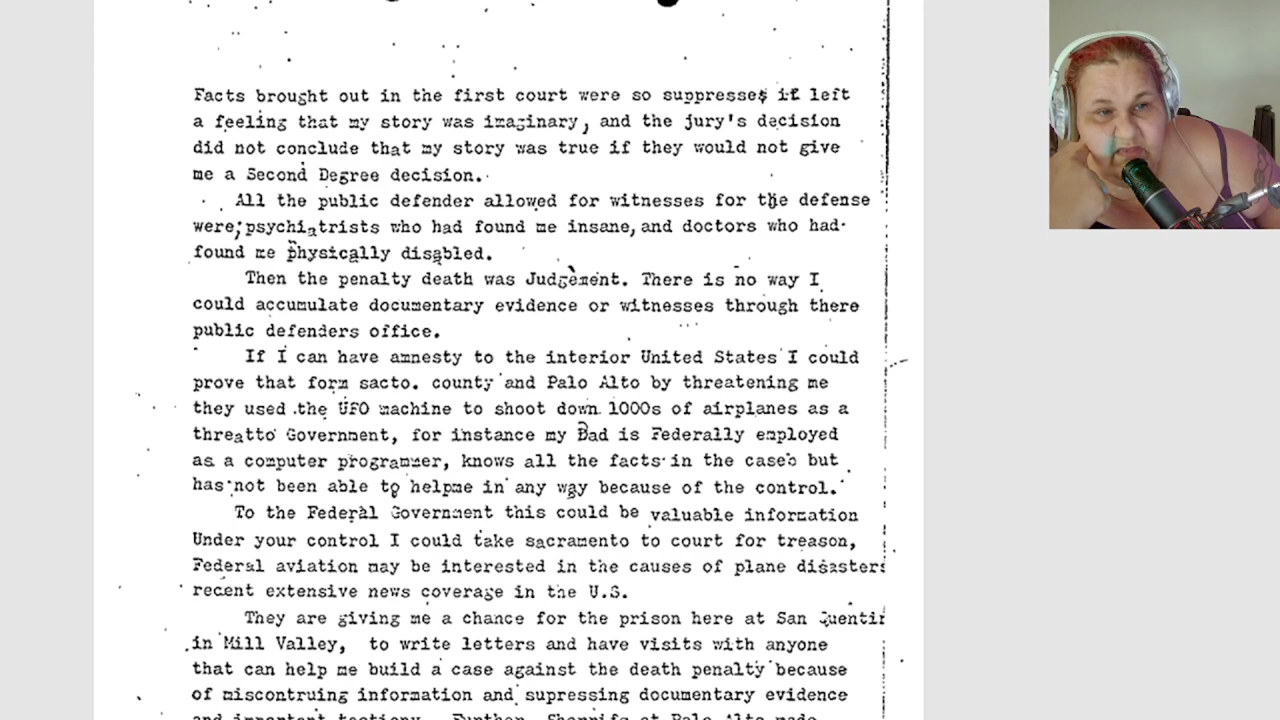 Facts brought out in the first court were so suppresses it left
a feeling that my story was imaginary, and the jury's decision
did not conclude that my story was true if they would not give
me a Second Degree decision.
All the public defender allowed for witnesses for the defense
were; psychiatrists who had found me insane, and doctors who had
found me physically disabled.
Then the penalty death was Judgement. There is no way I
could accumulate documentary evidence or witnesses through there
public defenders office.
If I can have amnesty to the interior United States I could
prove that form sacto. county and Palo Alto by threatening me
they used the UFO machine to shoot down 1000s of airplanes as a
threatto Government, for instance my Dad is Federally employed
as a computer programmer, knows all the facts in the cases but
has not been able to helpme in any way because of the control.
To the Federal Government this could be valuable information
Under your control I could take sacramento to court for treason,
Federal aviation may be interested in the causes of plane disasters
recent extensive news coverage in the U.S.
They are giving me a chance for the prison here at San Quentin
in Mill Valley, to write letters and have visits with anyone
that can help me build a case against the death penalty because
of miscontruing information and supressing documentary evidence
and important testiony. Further, Sherrifs at Palo Alto made